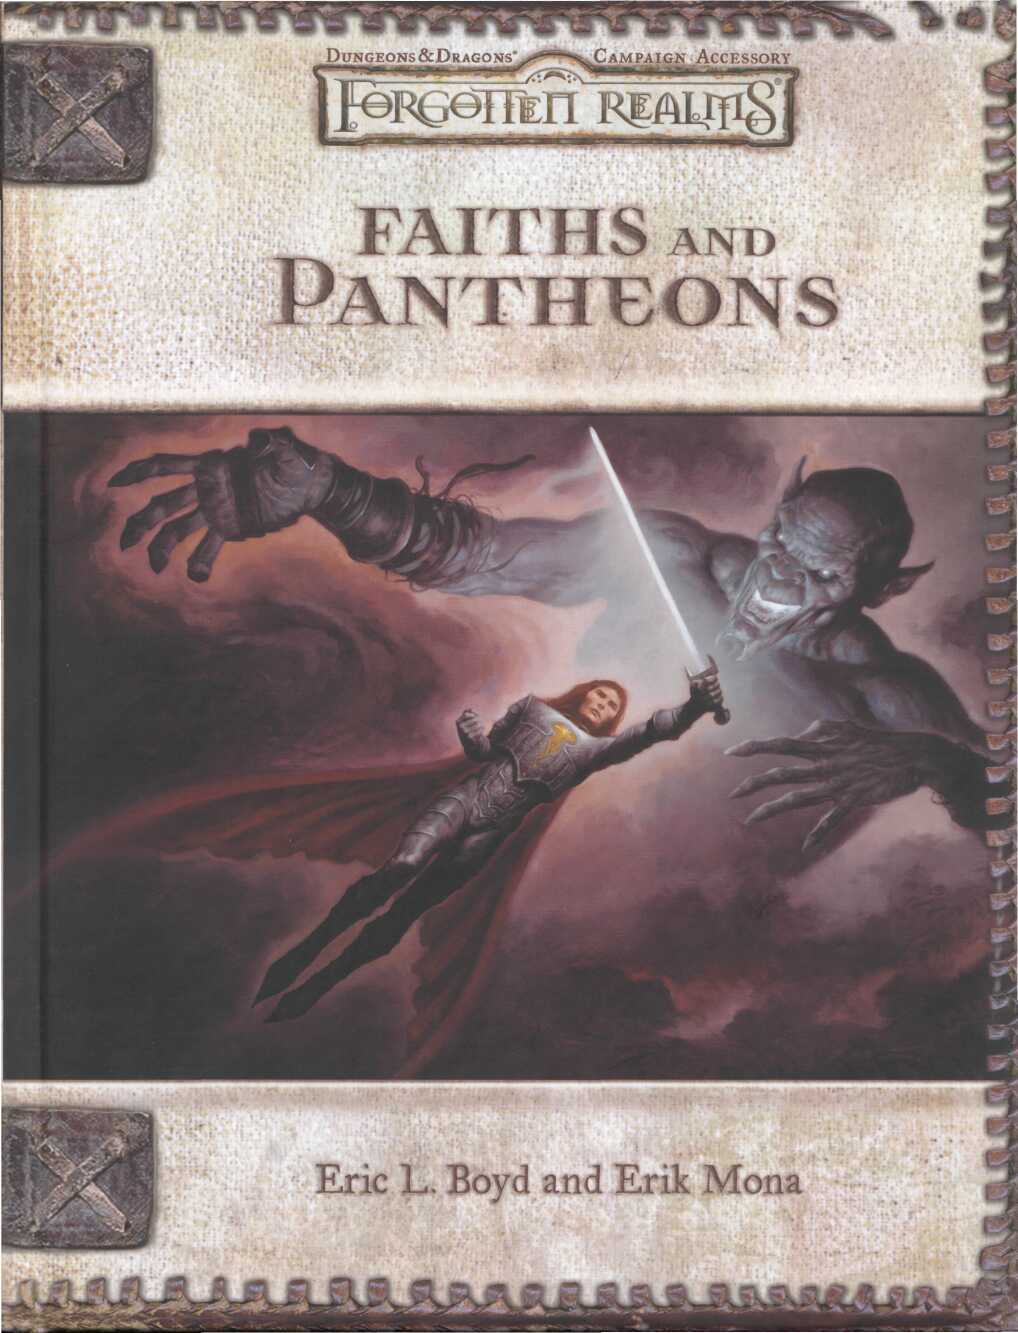 DUNGEONS & DRAGONS® CAMPAIGN ACCESSORY
FORGOTTEN REALMS®
FAITHS AND
PANTHEONS
Eric L. Boyd and Erik Mona